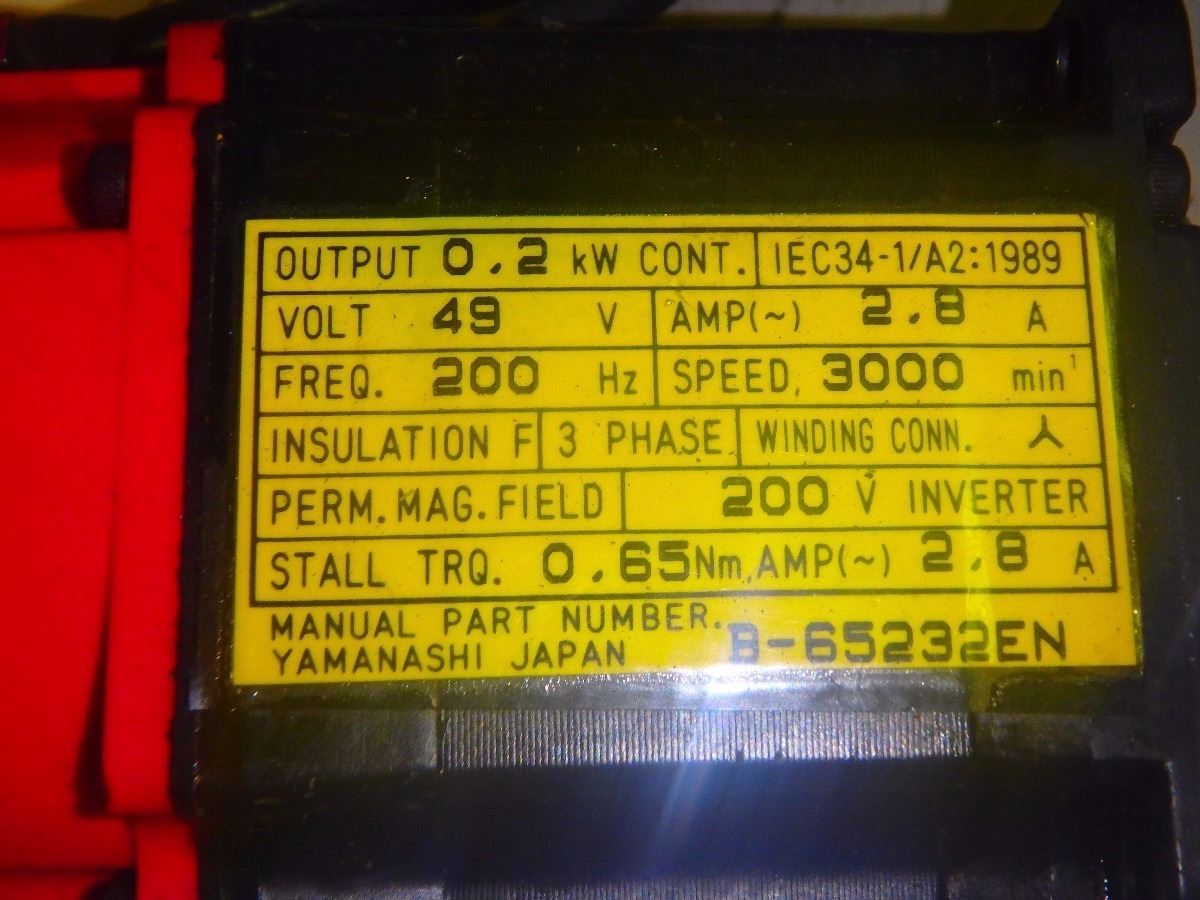 OUTPUT 0.2 kW CONT. IEC34-1/A2:1989
VOLT 49 V AMP(~) 2.8 A
FREQ. 200 Hz SPEED. 3000 min⁻¹
INSULATION F 3 PHASE WINDING CONN.
PERM. MAG. FIELD 200 V INVERTER
STALL TRQ. 0.65Nm, AMP(~) 2.8 A
MANUAL PART NUMBER. B-65232EN
YAMANASHI JAPAN